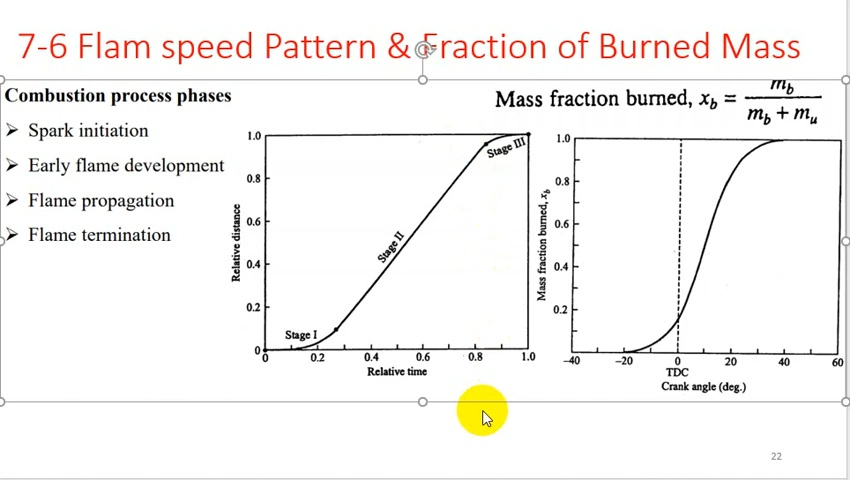 7-6 Flam speed Pattern & Fraction of Burned Mass
Combustion process phases
➢ Spark initiation
➢ Early flame development
➢ Flame propagation
➢ Flame termination
Mass fraction burned, x_b = m_b / (m_b + m_u)
1.0
0.8
0.6
0.4
0.2
0
Relative distance
Stage I
Stage II
Stage III
0 0.2 0.4 0.6 0.8 1.0
Relative time
1.0
0.8
0.6
0.4
0.2
Mass fraction burned, x_b
-40 -20 0 20 40 60
TDC
Crank angle (deg.)
22